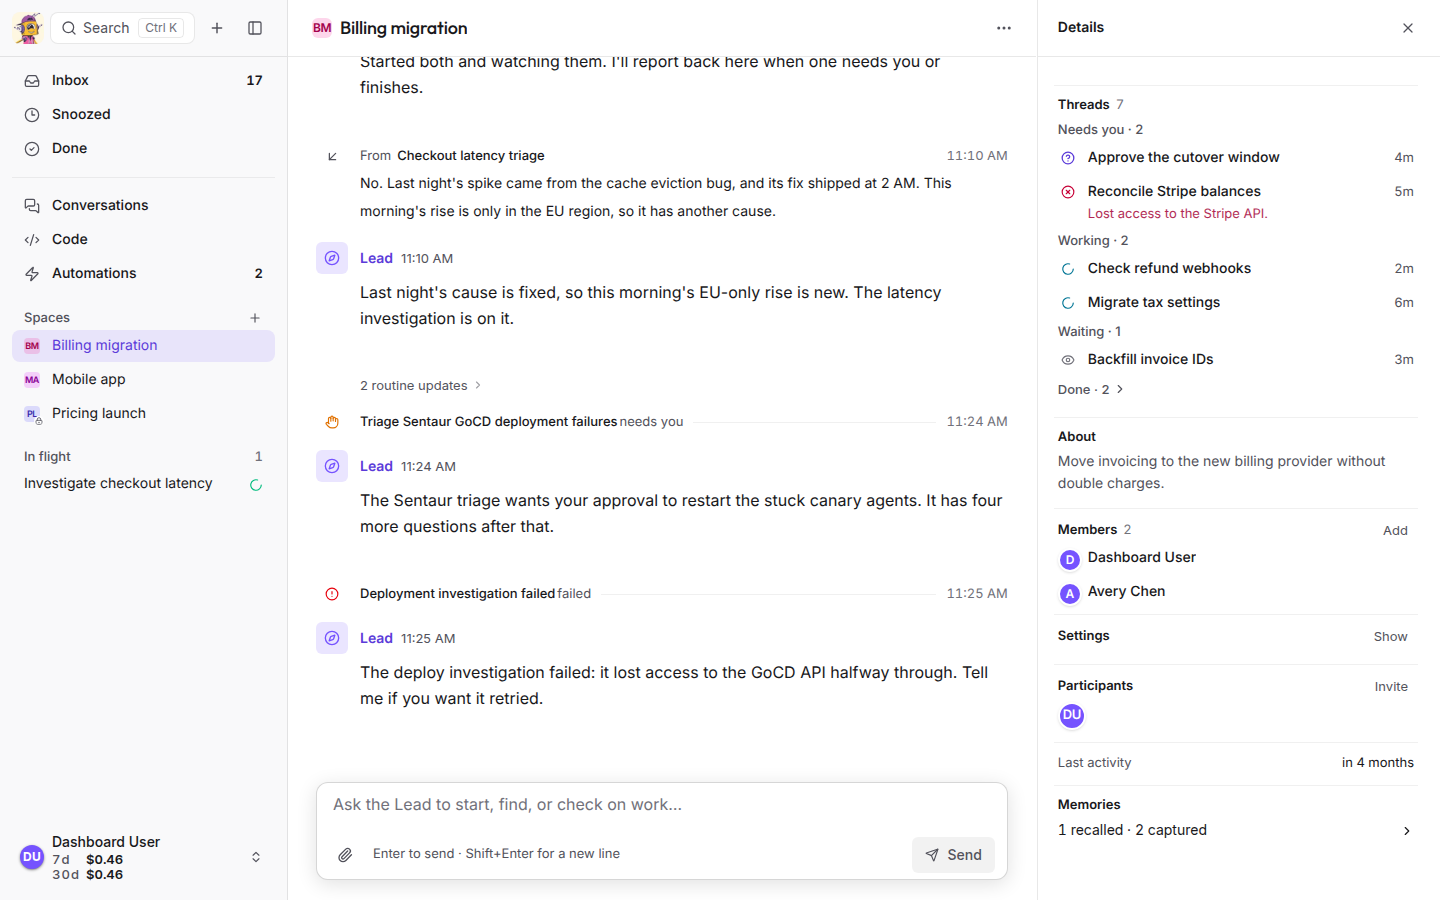 Search
Ctrl K
Inbox
17
Snoozed
Done
Conversations
Code
Automations
2
Spaces
BM
Billing migration
MA
Mobile app
PL
Pricing launch
In flight
1
Investigate checkout latency
DU
Dashboard User
7d $0.46
30d $0.46
BM
Billing migration
Started both and watching them. I'll report back here when one needs you or
finishes.
From Checkout latency triage
11:10 AM
No. Last night's spike came from the cache eviction bug, and its fix shipped at 2 AM. This
morning's rise is only in the EU region, so it has another cause.
Lead 11:10 AM
Last night's cause is fixed, so this morning's EU-only rise is new. The latency
investigation is on it.
2 routine updates
Triage Sentaur GoCD deployment failures needs you
11:24 AM
Lead 11:24 AM
The Sentaur triage wants your approval to restart the stuck canary agents. It has four
more questions after that.
Deployment investigation failed failed
11:25 AM
Lead 11:25 AM
The deploy investigation failed: it lost access to the GoCD API halfway through. Tell
me if you want it retried.
Ask the Lead to start, find, or check on work...
Enter to send · Shift+Enter for a new line
Send
Details
Threads 7
Needs you · 2
Approve the cutover window
4m
Reconcile Stripe balances
5m
Lost access to the Stripe API.
Working · 2
Check refund webhooks
2m
Migrate tax settings
6m
Waiting · 1
Backfill invoice IDs
3m
Done · 2
About
Move invoicing to the new billing provider without
double charges.
Members 2
Add
D
Dashboard User
A
Avery Chen
Settings
Show
Participants
Invite
DU
Last activity
in 4 months
Memories
1 recalled · 2 captured